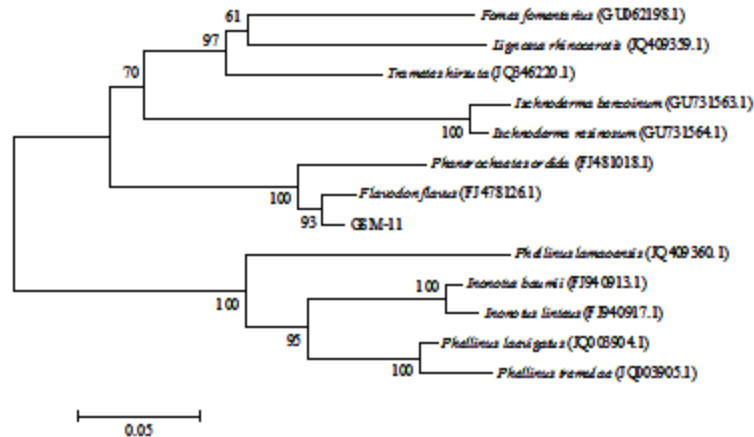 Fomes fomentarius (GU062198.1)
61
Lignosus rhinocerotis (JQ409359.1)
97
Trametes hirsuta (JQ346220.1)
70
Ischnoderma benzoinum (GU731563.1)
100
Ischnoderma resinosum (GU731564.1)
Phanerochaete sordida (FJ481018.1)
100
Flavodon flavus (FJ478126.1)
93
GSM-11
Phellinus lamaoensis (JQ409360.1)
100
Inonotus baumii (FJ940913.1)
100
Inonotus linteus (FJ940917.1)
95
Phellinus laevigatus (JQ003904.1)
100
Phellinus tremulae (JQ003905.1)
0.05